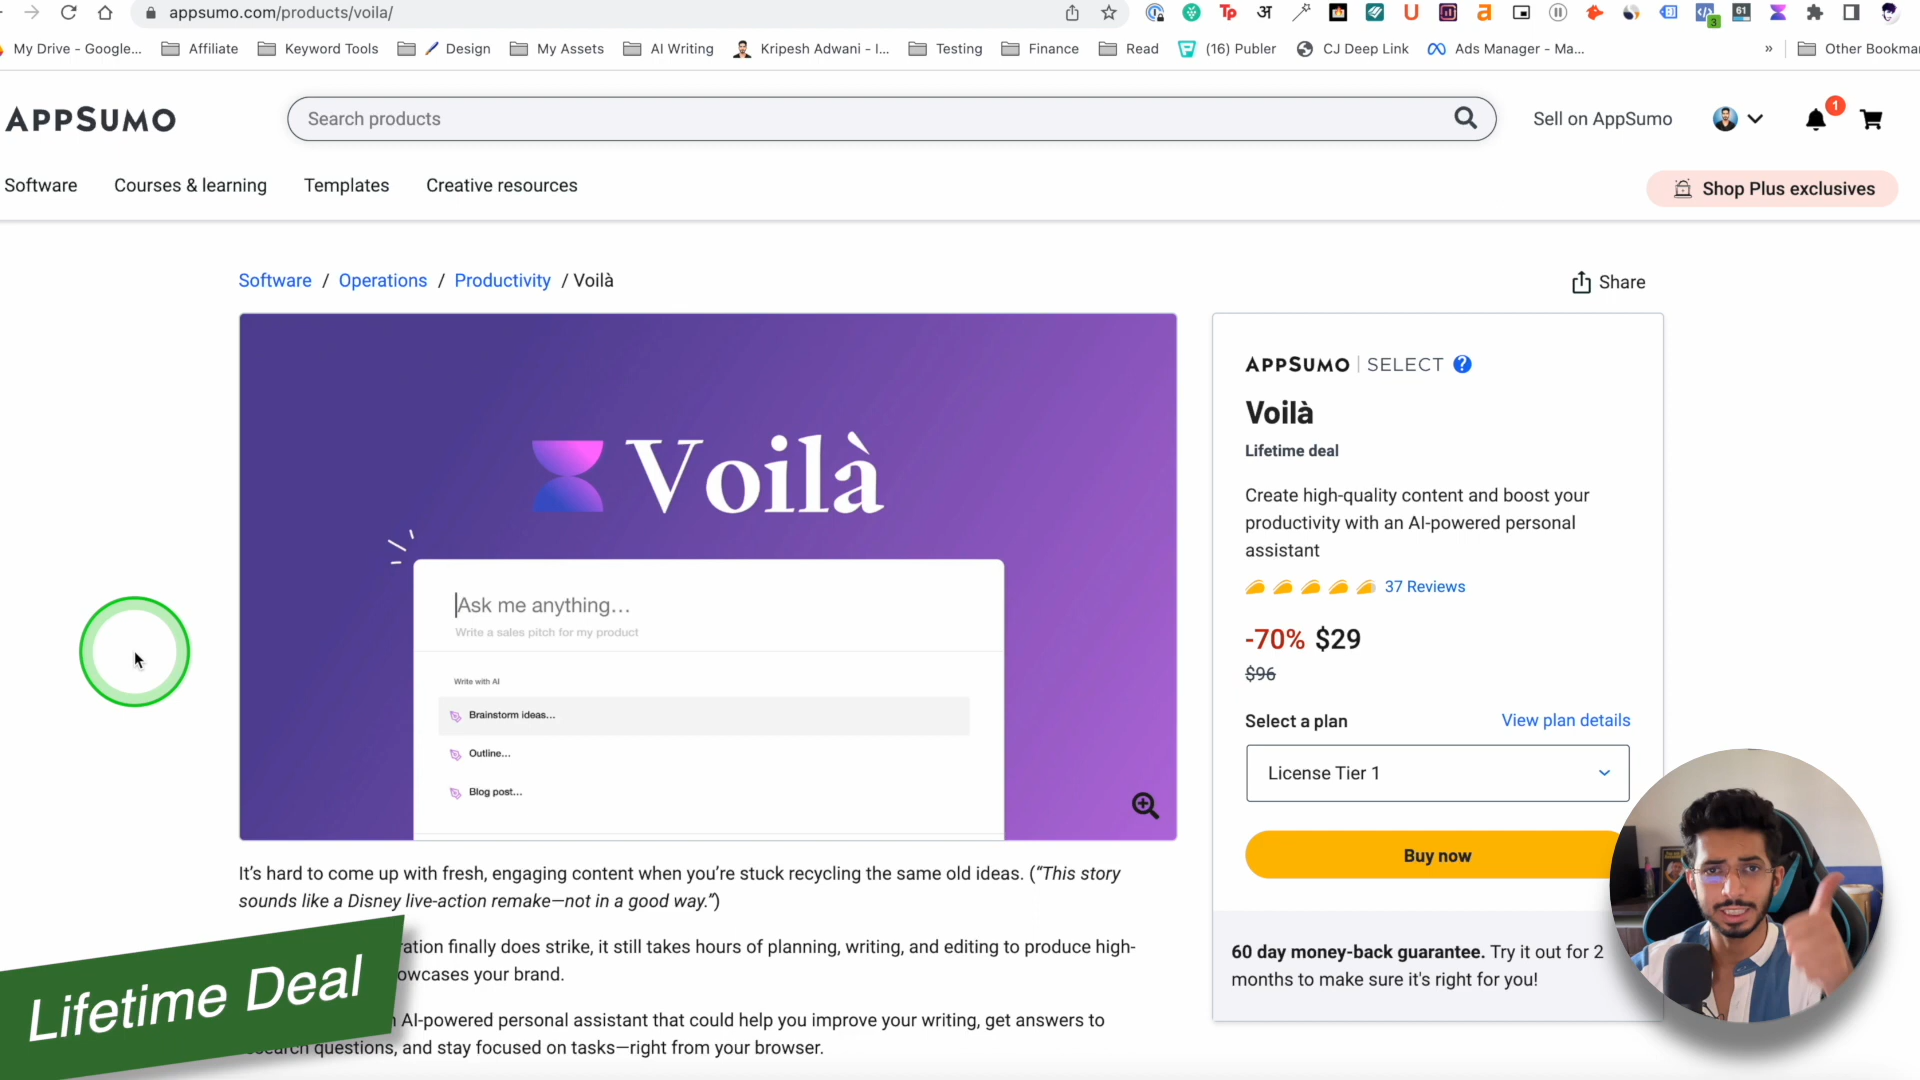 appsumo.com/products/voila/
My Drive - Google...
Affiliate
Keyword Tools
Design
My Assets
AI Writing
Kripesh Adwani - I...
Testing
Finance
Read
(16) Publer
CJ Deep Link
Ads Manager - Ma...
»
Other Bookmar
APPSUMO
Search products
Sell on AppSumo
1
Software
Courses & learning
Templates
Creative resources
Shop Plus exclusives
Software / Operations / Productivity / Voilà
Share
Voilà
Ask me anything...
Write a sales pitch for my product
Write with AI
Brainstorm ideas...
Outline...
Blog post...
APPSUMO | SELECT ?
Voilà
Lifetime deal
Create high-quality content and boost your
productivity with an AI-powered personal
assistant
37 Reviews
-70% $29
$96
Select a plan
View plan details
License Tier 1
Buy now
60 day money-back guarantee. Try it out for 2
months to make sure it's right for you!
It's hard to come up with fresh, engaging content when you're stuck recycling the same old ideas. (“This story
sounds like a Disney live-action remake—not in a good way.”)
ration finally does strike, it still takes hours of planning, writing, and editing to produce high-
owcases your brand.
AI-powered personal assistant that could help you improve your writing, get answers to
questions, and stay focused on tasks—right from your browser.
Lifetime Deal